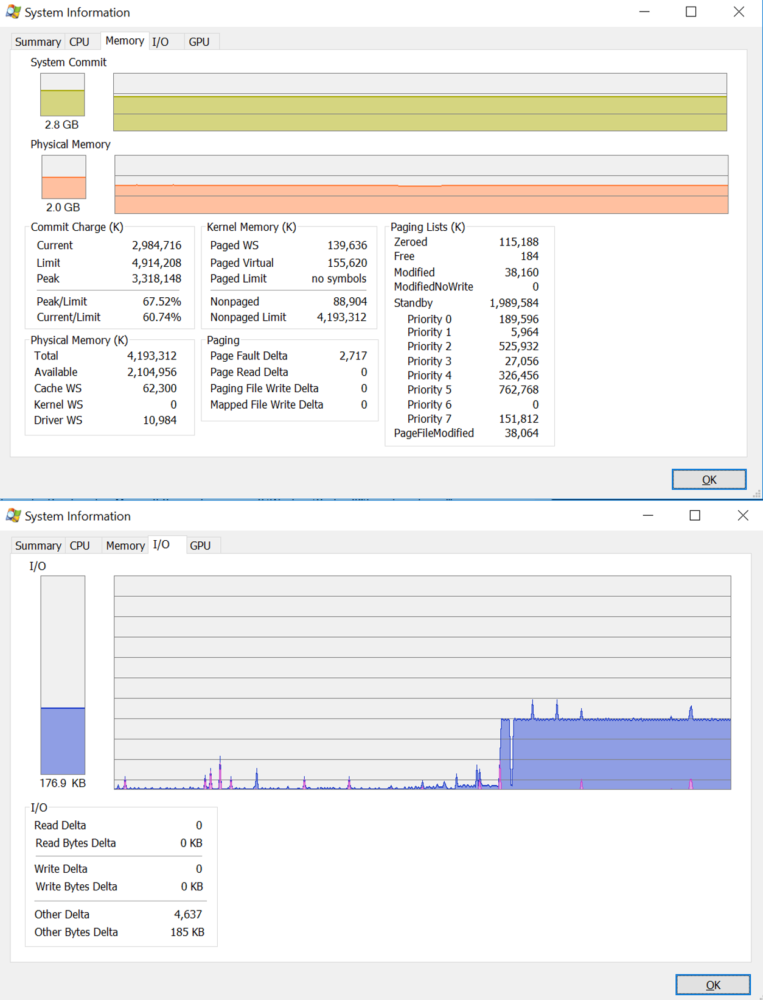 System Information
Summary CPU Memory I/O GPU
System Commit
2.8 GB
Physical Memory
2.0 GB
Commit Charge (K)
Current 2,984,716
Limit 4,914,208
Peak 3,318,148
Peak/Limit 67.52%
Current/Limit 60.74%
Physical Memory (K)
Total 4,193,312
Available 2,104,956
Cache WS 62,300
Kernel WS 0
Driver WS 10,984
Kernel Memory (K)
Paged WS 139,636
Paged Virtual 155,620
Paged Limit no symbols
Nonpaged 88,904
Nonpaged Limit 4,193,312
Paging
Page Fault Delta 2,717
Page Read Delta 0
Paging File Write Delta 0
Mapped File Write Delta 0
Paging Lists (K)
Zeroed 115,188
Free 184
Modified 38,160
ModifiedNoWrite 0
Standby 1,989,584
Priority 0 189,596
Priority 1 5,964
Priority 2 525,932
Priority 3 27,056
Priority 4 326,456
Priority 5 762,768
Priority 6 0
Priority 7 151,812
PageFileModified 38,064
OK
System Information
Summary CPU Memory I/O GPU
I/O
176.9 KB
I/O
Read Delta 0
Read Bytes Delta 0 KB
Write Delta 0
Write Bytes Delta 0 KB
Other Delta 4,637
Other Bytes Delta 185 KB
OK